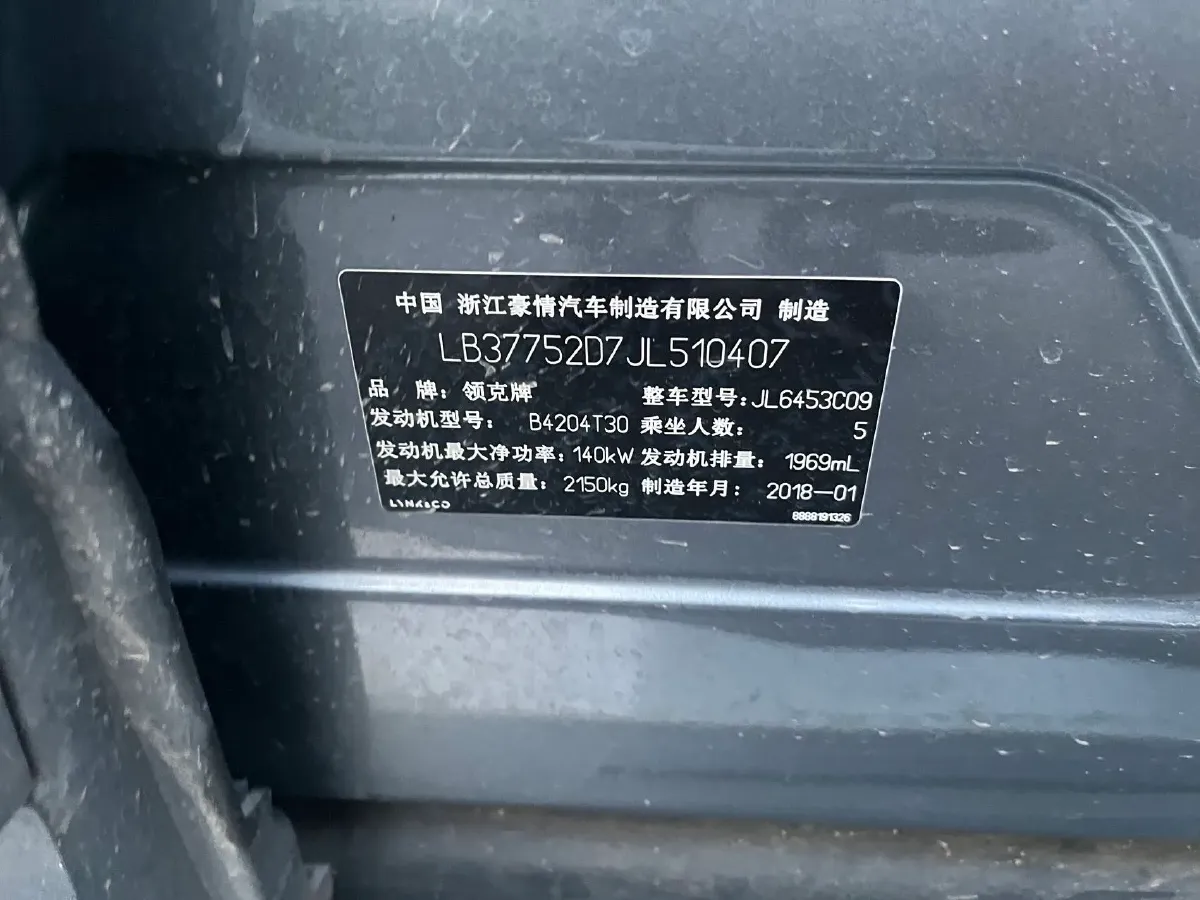 中国 浙江豪情汽车制造有限公司 制造
LB37752D7JL510407
品 牌：领克牌 整车型号：JL6453C09
发动机型号： B4204T30 乘坐人数： 5
发动机最大净功率：140kW 发动机排量： 1969mL
最大允许总质量： 2150kg 制造年月： 2018—01
LYNK&CO 8888191326